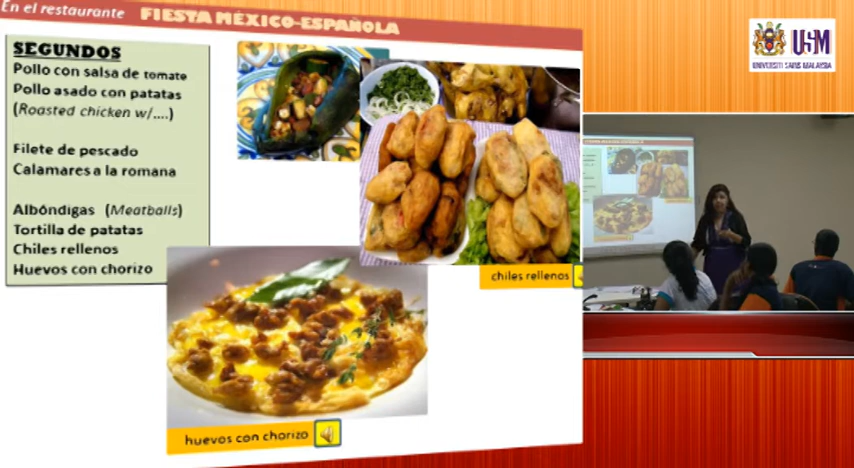 En el restaurante FIESTA MÉXICO-ESPAÑOLA
SEGUNDOS
Pollo con salsa de tomate
Pollo asado con patatas
(Roasted chicken w/....)
Filete de pescado
Calamares a la romana
Albóndigas (Meatballs)
Tortilla de patatas
Chiles rellenos
Huevos con chorizo
chiles rellenos
huevos con chorizo
USM
UNIVERSITI SAINS MALAYSIA